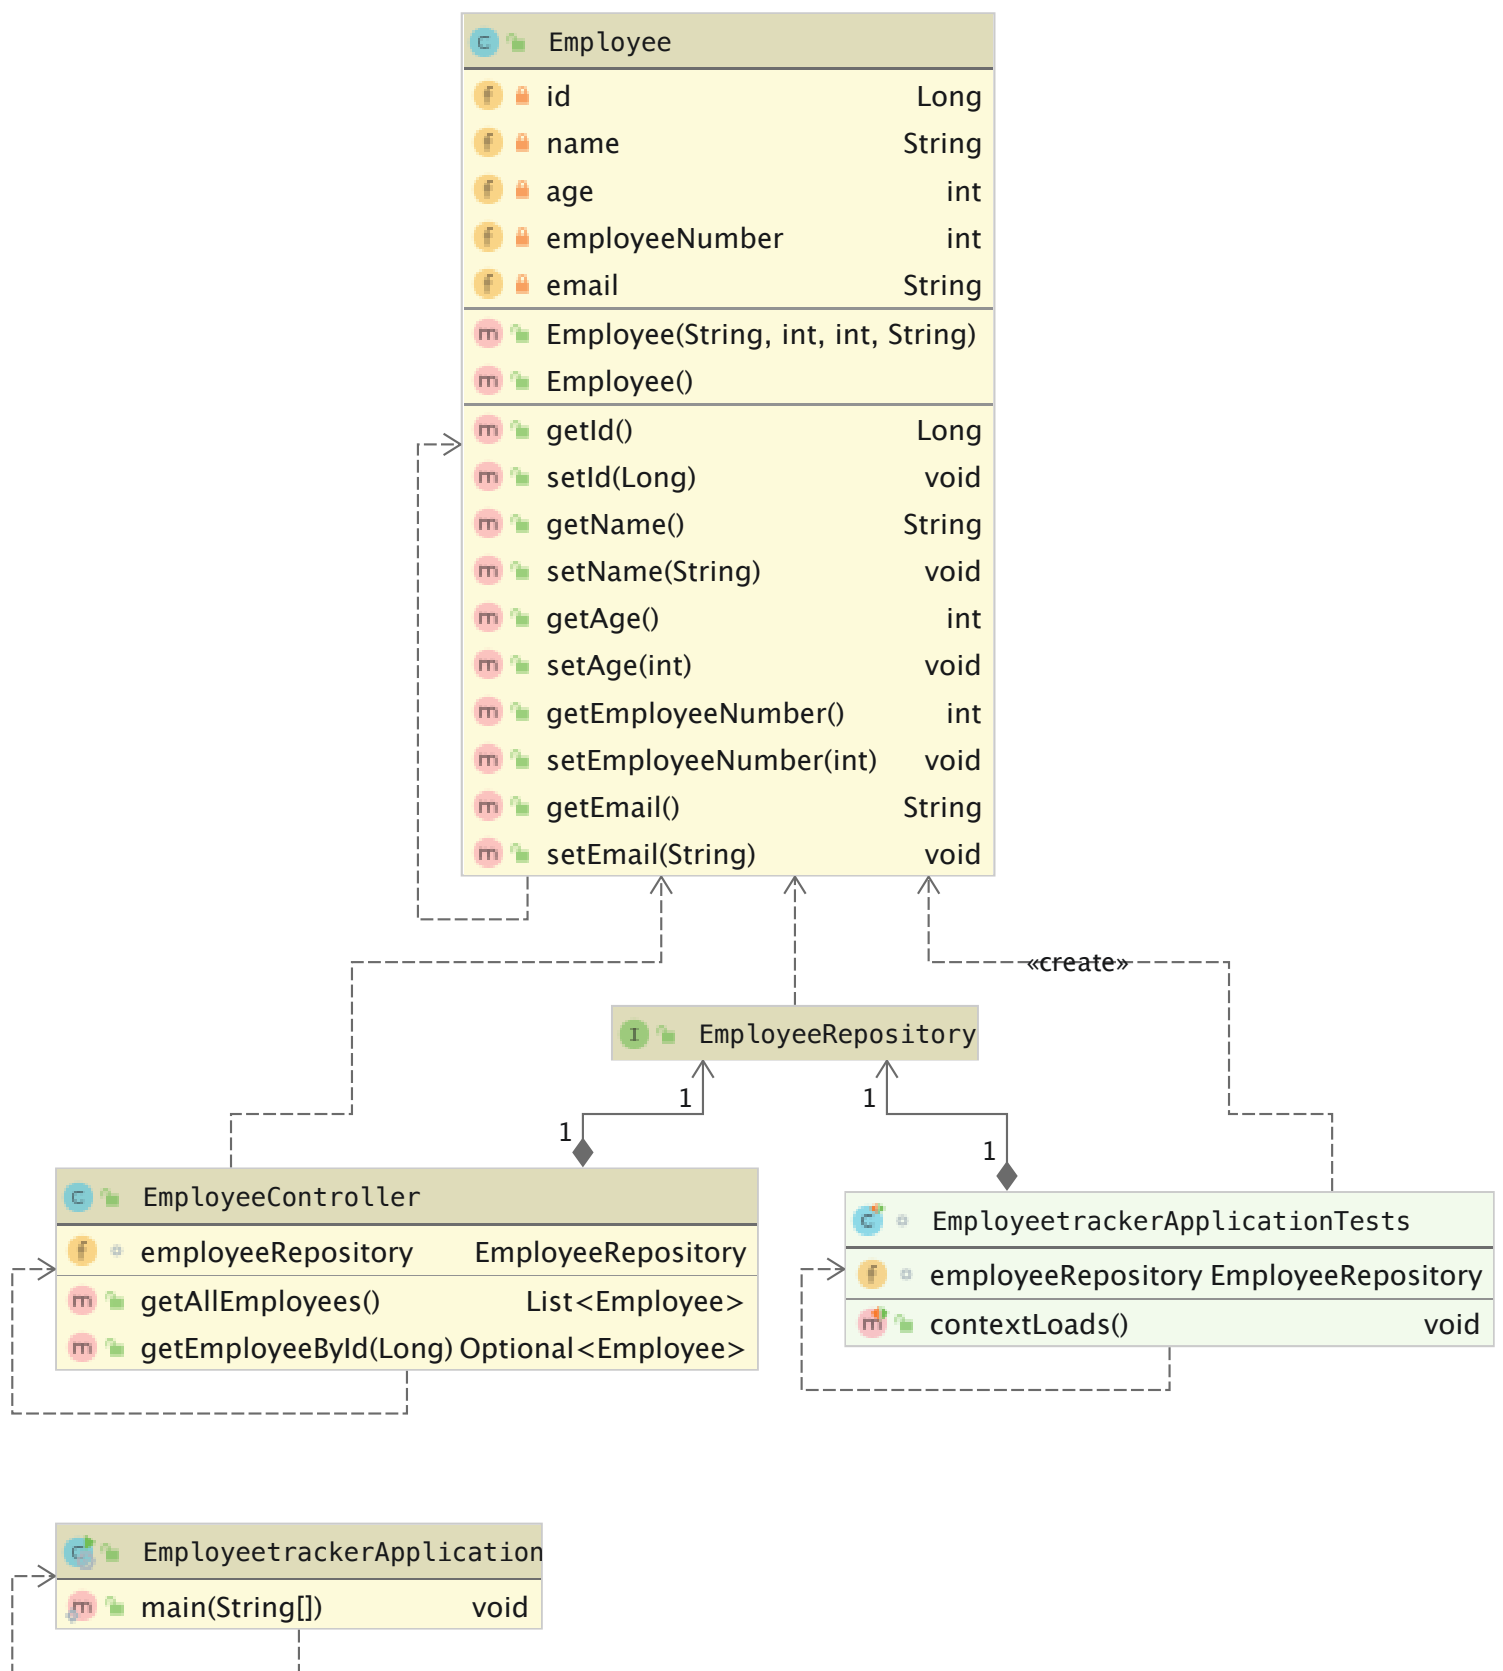 Employee
id Long
name String
age int
employeeNumber int
email String
Employee(String, int, int, String)
Employee()
getId() Long
setId(Long) void
getName() String
setName(String) void
getAge() int
setAge(int) void
getEmployeeNumber() int
setEmployeeNumber(int) void
getEmail() String
setEmail(String) void
«create»
EmployeeRepository
1 1
1 1
EmployeeController
employeeRepository EmployeeRepository
getAllEmployees() List<Employee>
getEmployeeById(Long) Optional<Employee>
EmployeetrackerApplicationTests
employeeRepository EmployeeRepository
contextLoads() void
EmployeetrackerApplication
main(String[]) void